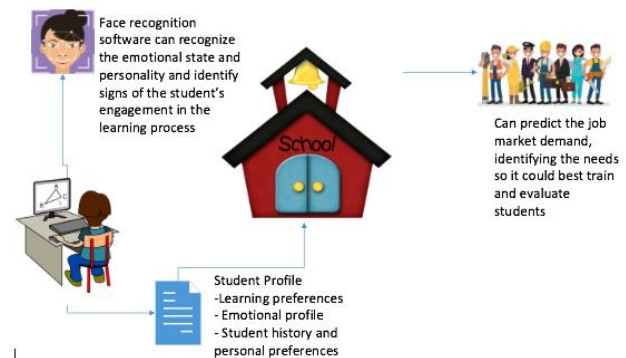 Face recognition
software can recognize
the emotional state and
personality and identify
signs of the student's
engagement in the
learning process
School
Can predict the job
market demand,
identifying the needs
so it could best train
and evaluate
students
A
B
C
Student Profile
-Learning preferences
- Emotional profile
- Student history and
personal preferences